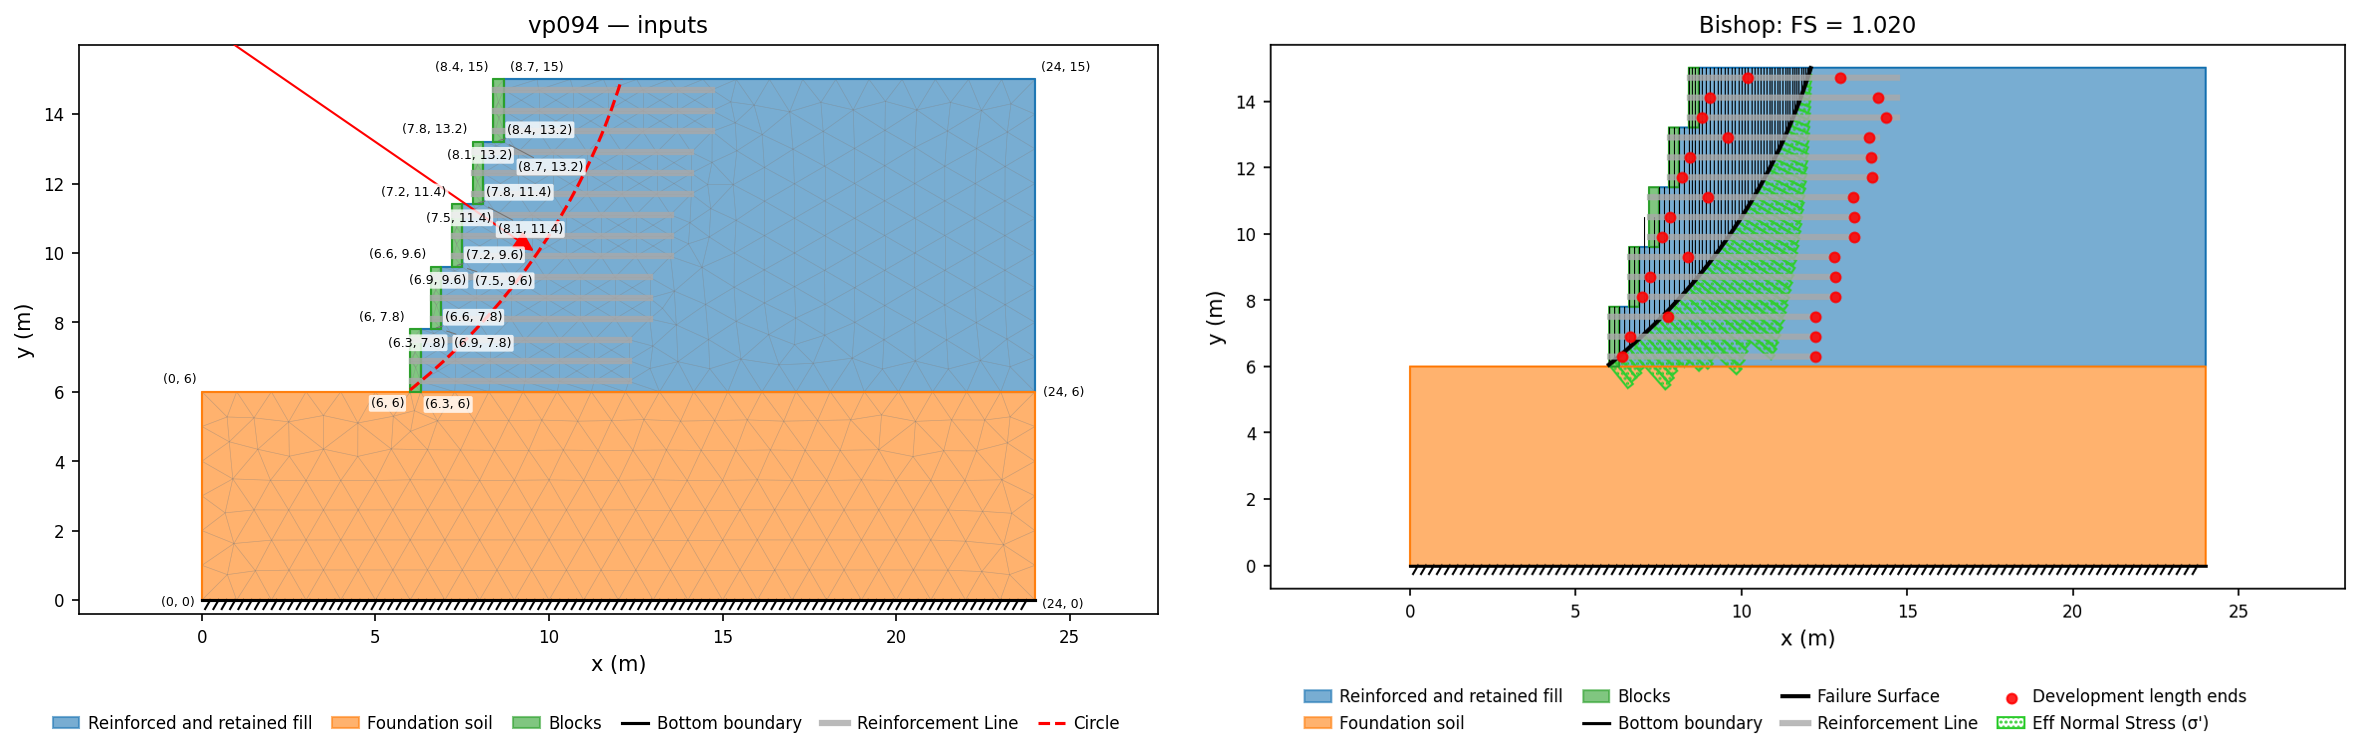 vp094 — inputs
(8.4, 15) (8.7, 15) (24, 15)
(7.8, 13.2) (8.4, 13.2)
(8.1, 13.2) (8.7, 13.2)
(7.2, 11.4) (7.8, 11.4)
(7.5, 11.4) (8.1, 11.4)
(6.6, 9.6) (7.2, 9.6)
(6.9, 9.6) (7.5, 9.6)
(6, 7.8) (6.6, 7.8)
(6.3, 7.8) (6.9, 7.8)
(0, 6) (24, 6)
(6, 6) (6.3, 6)
(0, 0) (24, 0)
14
12
10
8
6
4
2
0
y (m)
0 5 10 15 20 25
x (m)
Reinforced and retained fill Foundation soil Blocks Bottom boundary Reinforcement Line Circle
Bishop: FS = 1.020
14
12
10
8
6
4
2
0
y (m)
0 5 10 15 20 25
x (m)
Reinforced and retained fill Blocks Failure Surface Development length ends
Foundation soil Bottom boundary Reinforcement Line Eff Normal Stress (σ')